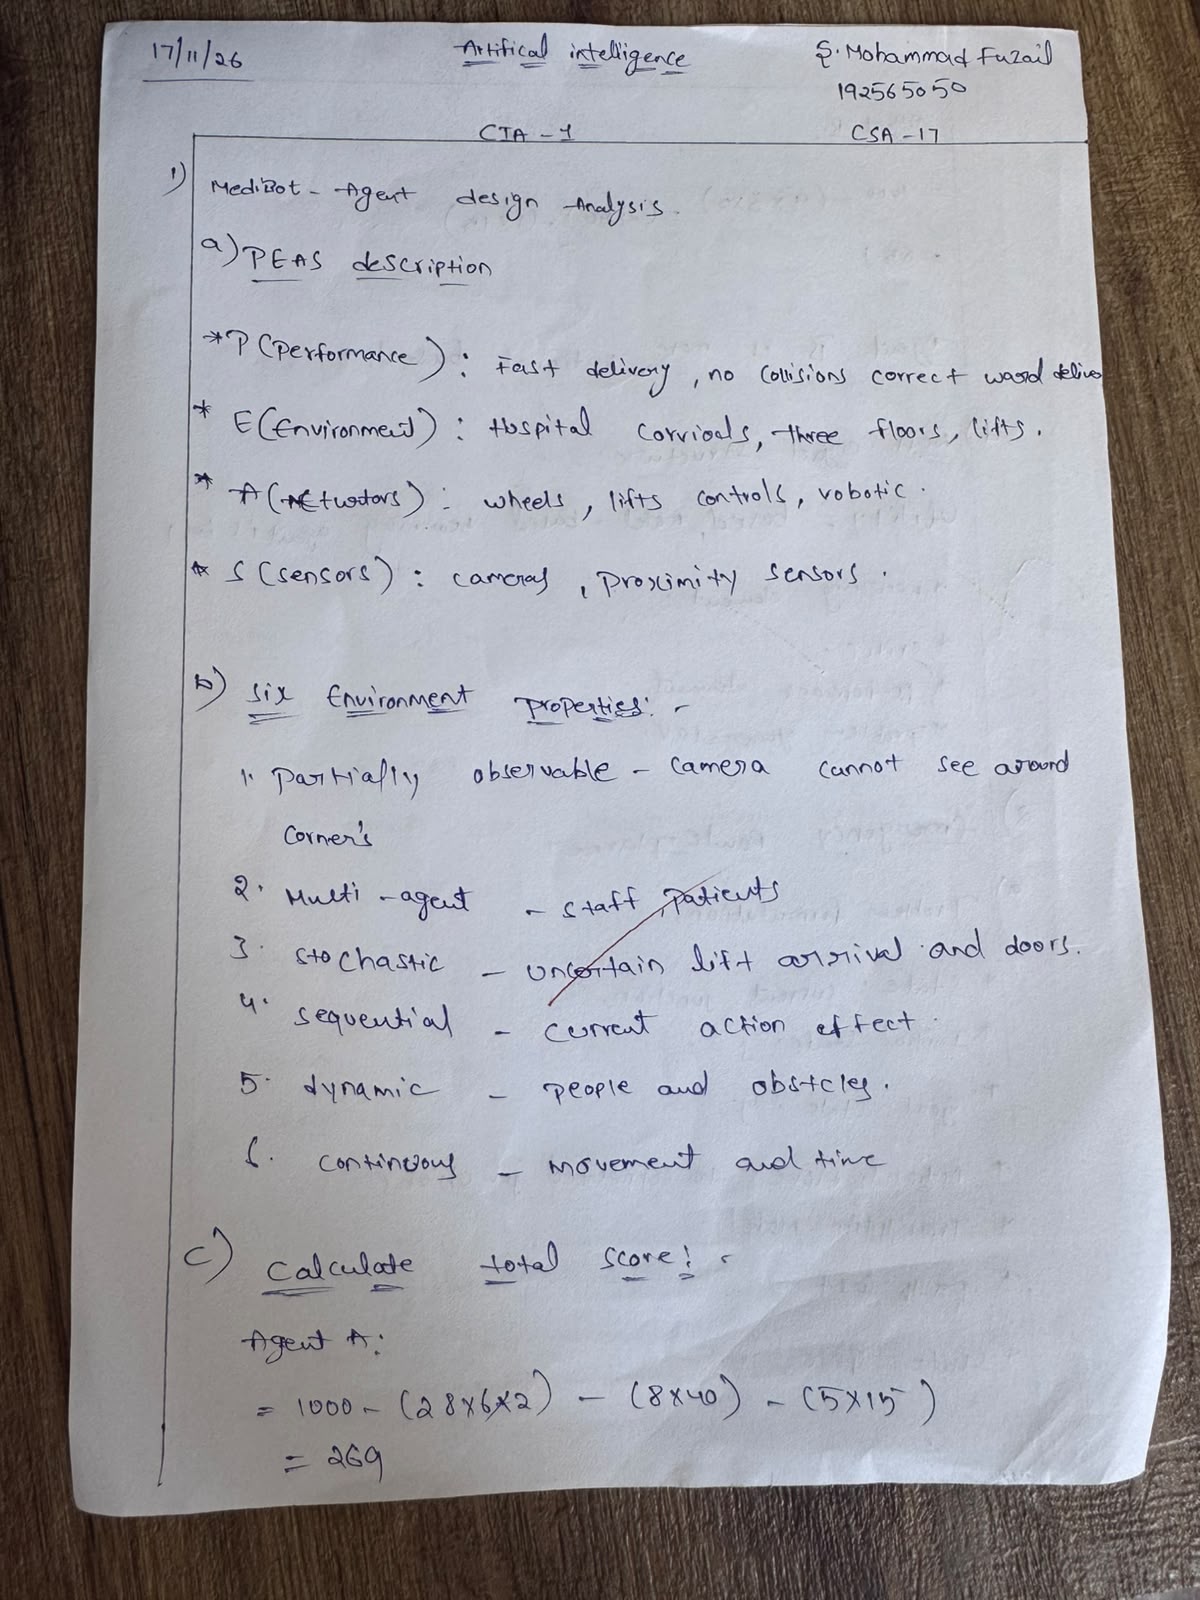 17/11/26
Artifical intelligence
S. Mohammad Fuzail
192565050
CIA - 1
CSA - 17
1) MediBot - Agent design Analysis.
a) PEAS description
* P (Performance) : Fast delivery, no collisions correct ward delive
* E (Environment) : Hospital corriods, three floors, lifts.
* A (Actuators) : wheels, lifts controls, robotic.
* S (sensors) : cameras, proximity sensors.
b) six Environment properties: -
1. partially observable - camera cannot see around
corner's
2. Multi - agent - staff, patients
3. stochastic - uncertain lift arrival and doors.
4. sequential - current action effect.
5. dynamic - people and obstcles.
6. continuous - movement and time
c) Calculate total score: -
Agent A:
= 1000 - (28x6x2) - (8x40) - (5x15)
= 269